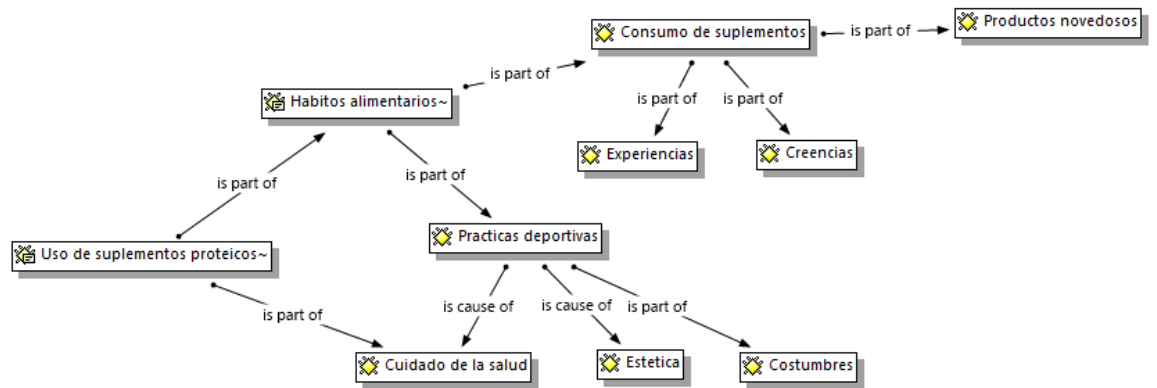 Productos novedosos
Consumo de suplementos
is part of
is part of
Habitos alimentarios~
is part of
is part of
Experiencias
Creencias
is part of
is part of
Practicas deportivas
Uso de suplementos proteicos~
is cause of
is cause of
is part of
is part of
Cuidado de la salud
Estetica
Costumbres